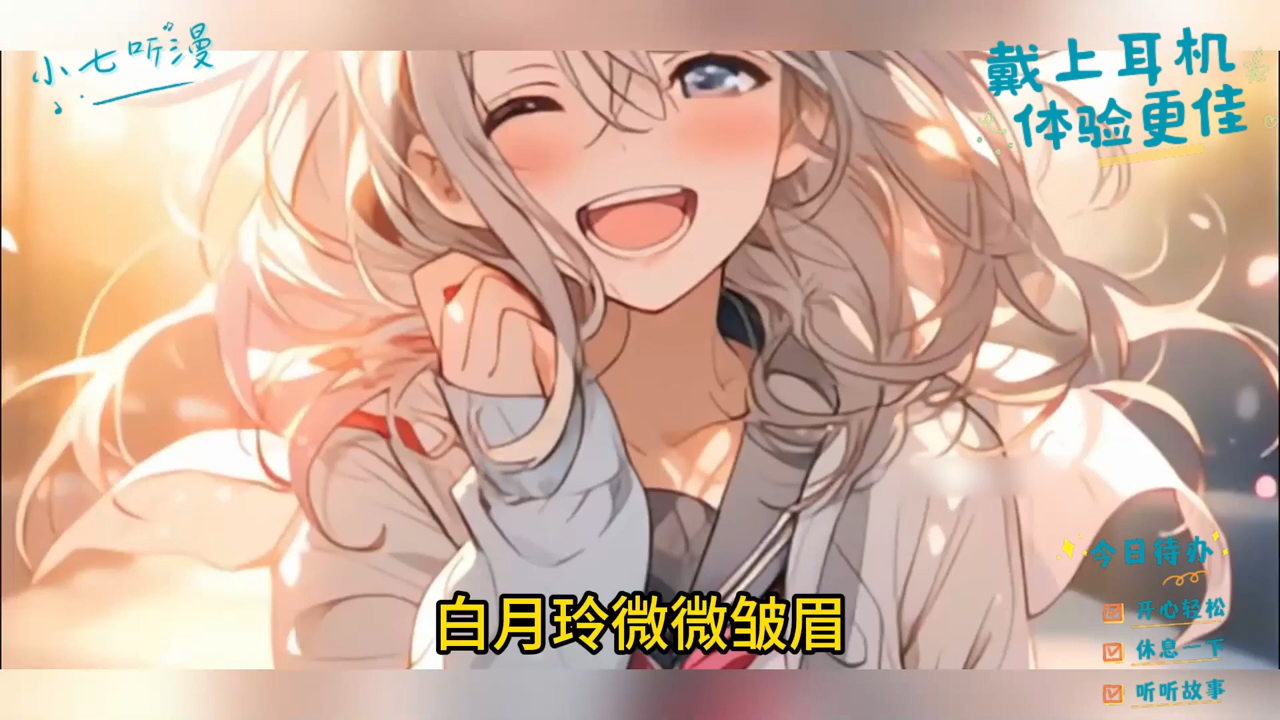 小七听漫
戴上耳机
体验更佳
今日待办
开心轻松
休息一下
听听故事
白月玲微微皱眉